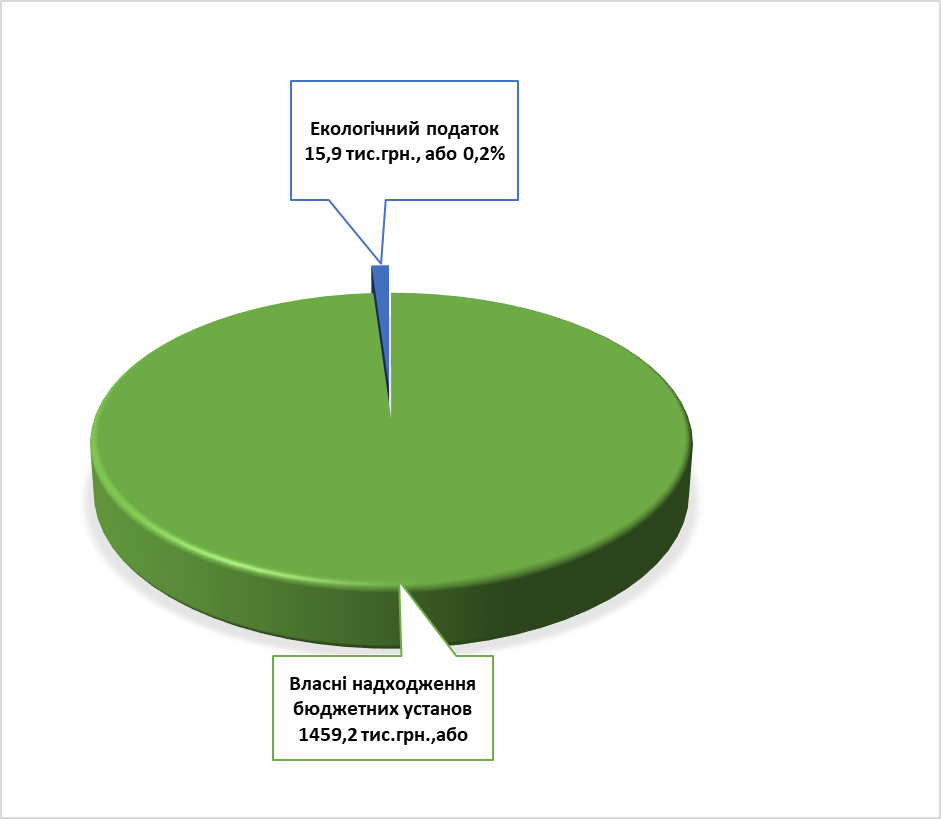 Екологічний податок
15,9 тис.грн., або 0,2%
Власні надходження
бюджетних установ
1459,2 тис.грн.,або